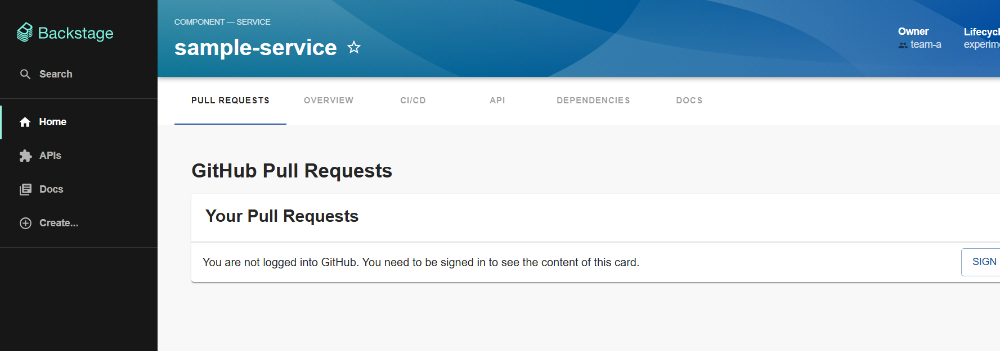 Backstage
Search
Home
APIs
Docs
Create...
COMPONENT — SERVICE
sample-service
Owner
team-a
Lifecycl
experime
PULL REQUESTS
OVERVIEW
CI/CD
API
DEPENDENCIES
DOCS
GitHub Pull Requests
Your Pull Requests
You are not logged into GitHub. You need to be signed in to see the content of this card.
SIGN